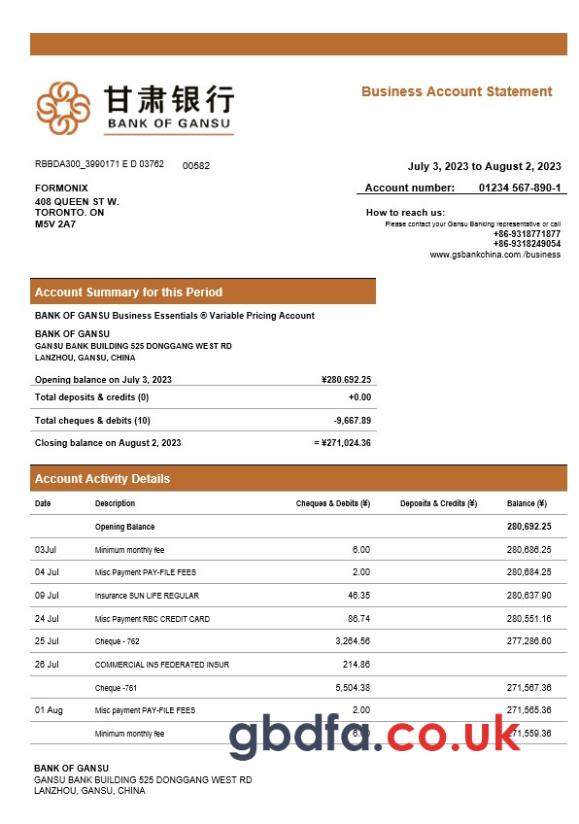 甘肃银行
BANK OF GANSU
Business Account Statement
RBBDA300_3990171 E D 03762 00582
July 3, 2023 to August 2, 2023
FORMONIX
408 QUEEN ST W.
TORONTO. ON
M5V 2A7
Account number: 01234 567-890-1
How to reach us:
Please contact your Gansu Banking representative or call
+86-9318771877
+86-9318249054
www.gsbankchina.com /business
Account Summary for this Period
BANK OF GANSU Business Essentials ® Variable Pricing Account
BANK OF GANSU
GANSU BANK BUILDING 525 DONGGANG WEST RD
LANZHOU, GANSU, CHINA
Opening balance on July 3, 2023 ¥280.692.25
Total deposits & credits (0) +0.00
Total cheques & debits (10) -9,667.89
Closing balance on August 2, 2023 = ¥271,024.36
Account Activity Details
Date Description Cheques & Debits (¥) Deposits & Credits (¥) Balance (¥)
Opening Balance 280,692.25
03Jul Minimum monthly fee 6.00 280,686.25
04 Jul Misc Payment PAY-FILE FEES 2.00 280,684.25
09 Jul Insurance SUN LIFE REGULAR 46.35 280,637.90
24 Jul Misc Payment RBC CREDIT CARD 86.74 280,551.16
25 Jul Cheque - 762 3,264.56 277,286.60
26 Jul COMMERCIAL INS FEDERATED INSUR 214.86
Cheque -761 5,504.38 271,567.36
01 Aug Misc payment PAY-FILE FEES 2.00 271,565.36
Minimum monthly fee 6.00 271,559.36
gbdfa.co.uk
BANK OF GANSU
GANSU BANK BUILDING 525 DONGGANG WEST RD
LANZHOU, GANSU, CHINA